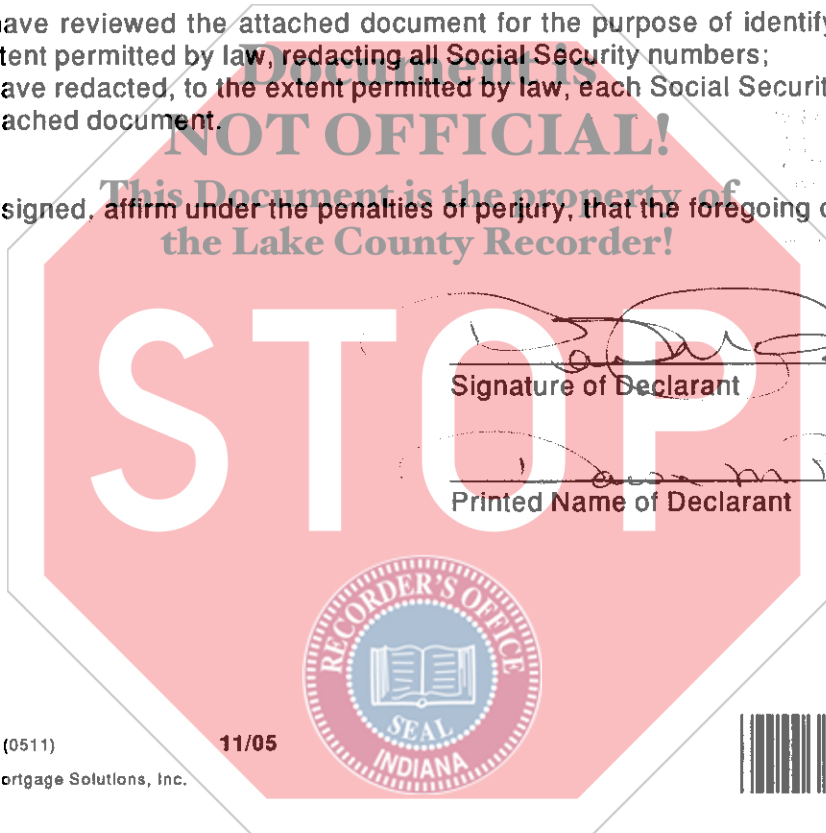 have reviewed the attached document for the purpose of identify
tent permitted by law, redacting all Social Security numbers;
ave redacted, to the extent permitted by law, each Social Securit
ached document.
Document is
NOT OFFICIAL!
This Document is the property of
the Lake County Recorder!
signed, affirm under the penalties of perjury, that the foregoing
STOP
Signature of Declarant
Printed Name of Declarant
RECORDER'S OFFICE
SEAL
INDIANA
(0511)
11/05
ortgage Solutions, Inc.